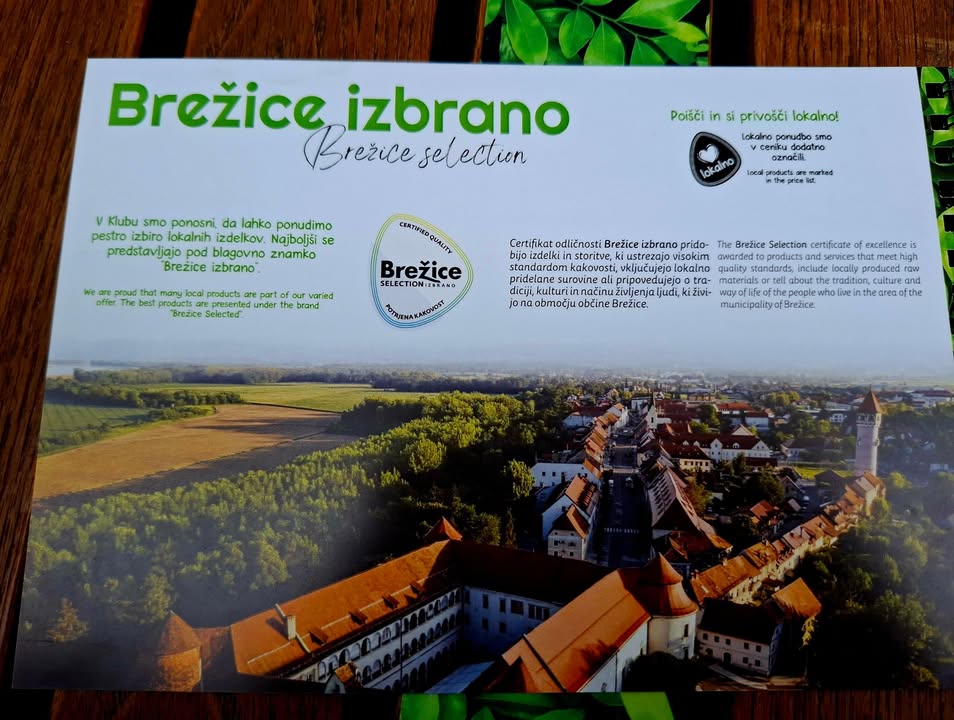 Brežice izbrano
Brežice selection
Poišči in si privošči lokalno!
lokalno
Lokalno ponudbo smo
v ceniku dodatno
označili.
Local products are marked
in the price list.
V Klubu smo ponosni, da lahko ponudimo
pestro izbiro lokalnih izdelkov. Najboljši se
predstavljajo pod blagovno znamko
"Brežice izbrano".
We are proud that many local products are part of our varied
offer. The best products are presented under the brand
"Brežice Selected".
CERTIFIED QUALITY
Brežice
SELECTION IZBRANO
POTRJENA KAKOVOST
Certifikat odličnosti Brežice izbrano prido-
bijo izdelki in storitve, ki ustrezajo visokim
standardom kakovosti, vključujejo lokalno
pridelane surovine ali pripovedujejo o tra-
diciji, kulturi in načinu življenja ljudi, ki živi-
jo na območju občine Brežice.
The Brežice Selection certificate of excellence is
awarded to products and services that meet high
quality standards, include locally produced raw
materials or tell about the tradition, culture and
way of life of the people who live in the area of the
municipality of Brežice.